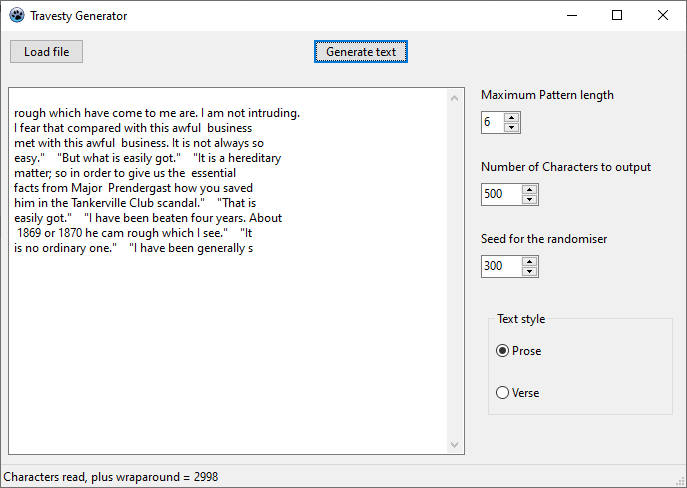 Travesty Generator
Load file
Generate text
rough which have come to me are. I am not intruding.
I fear that compared with this awful  business
met with this awful  business. It is not always so
easy."    "But what is easily got."    "It is a hereditary
matter; so in order to give us the  essential
facts from Major  Prendergast how you saved
him in the Tankerville Club scandal."    "That is
easily got."    "I have been beaten four years. About
 1869 or 1870 he cam rough which I see."    "It
is no ordinary one."    "I have been generally s
Maximum Pattern length
6
Number of Characters to output
500
Seed for the randomiser
300
Text style
Prose
Verse
Characters read, plus wraparound = 2998